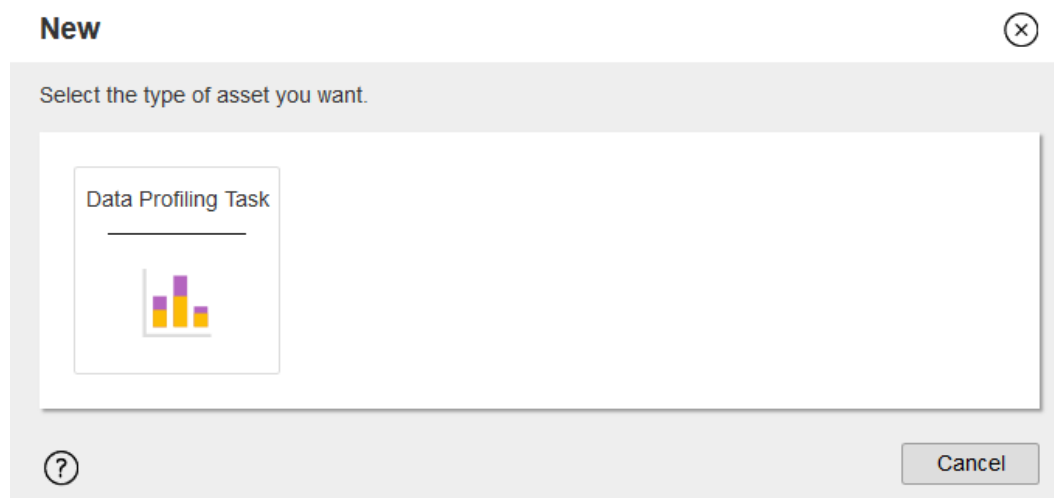 New
Select the type of asset you want.
Data Profiling Task
?
Cancel